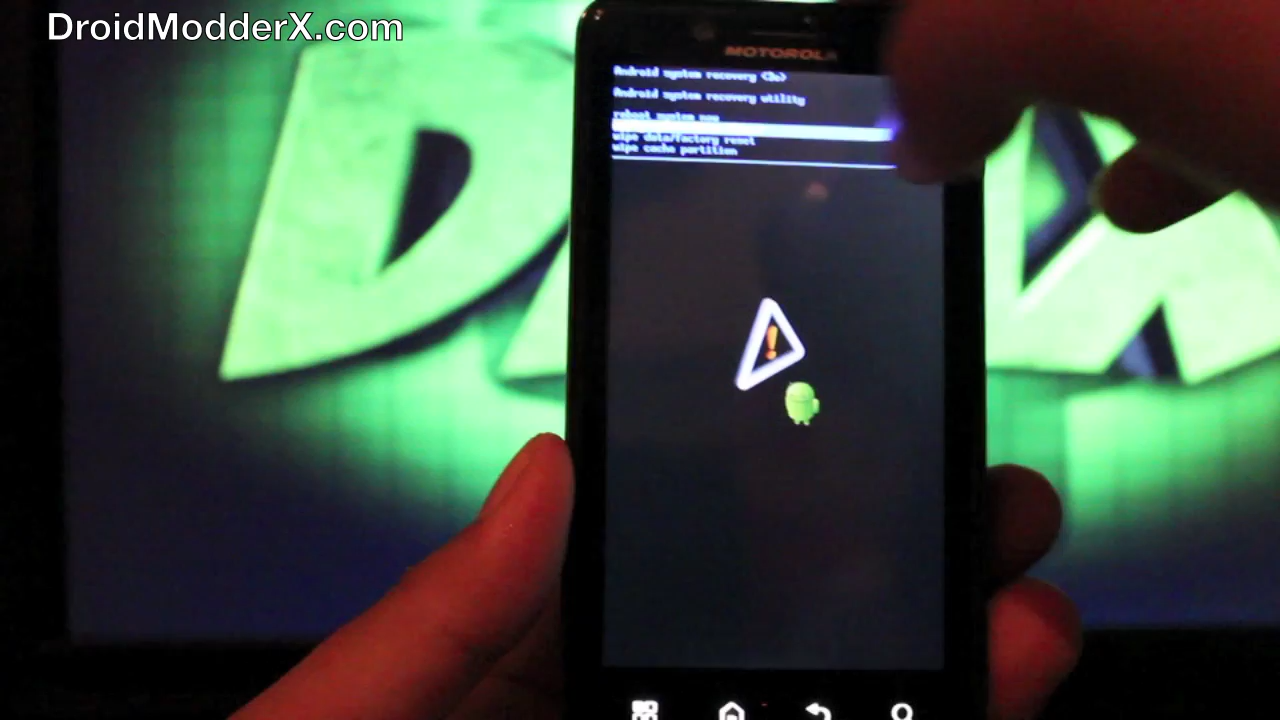 DroidModderX.com
MOTOROLA
Android system recovery <3e>
Android system recovery utility
reboot system now
wipe data/factory reset
wipe cache partition
D
X